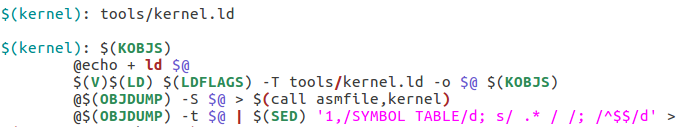 $(kernel): tools/kernel.ld
$(kernel): $(KOBJS)
@echo + ld $@
$(V)$(LD) $(LDFLAGS) -T tools/kernel.ld -o $@ $(KOBJS)
@$(OBJDUMP) -S $@ > $(call asmfile,kernel)
@$(OBJDUMP) -t $@ | $(SED) '1,/SYMBOL TABLE/d; s/ .* / /; /^$$/d' >